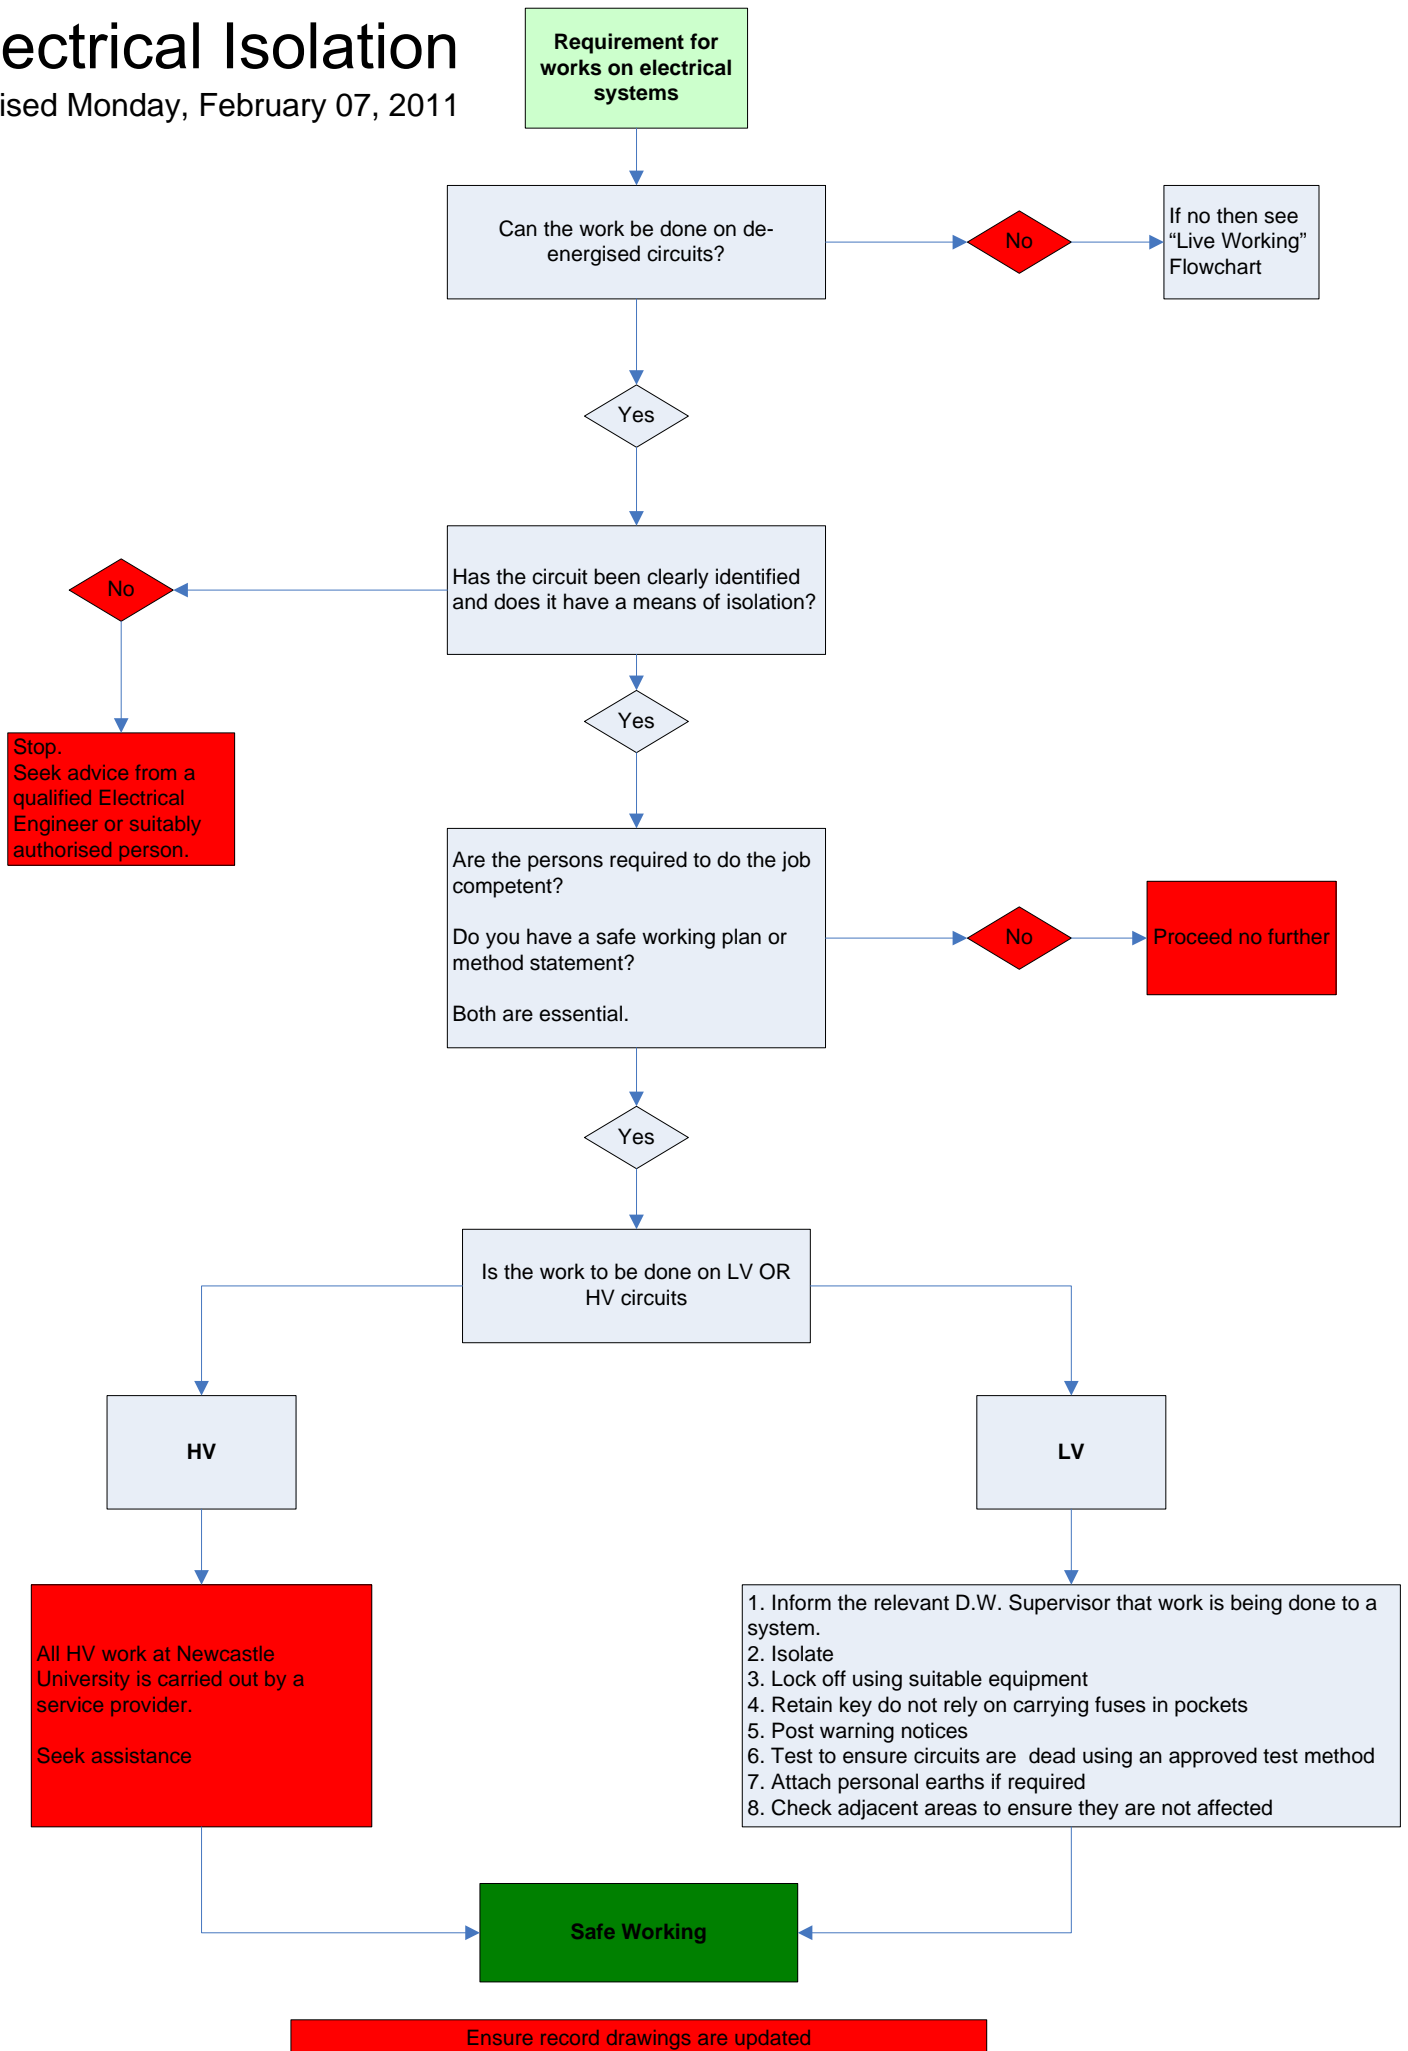 ectrical Isolation
ised Monday, February 07, 2011
Requirement for
works on electrical
systems
Can the work be done on de-
energised circuits?
No
If no then see
“Live Working”
Flowchart
Yes
Has the circuit been clearly identified
and does it have a means of isolation?
No
Yes
Stop.
Seek advice from a
qualified Electrical
Engineer or suitably
authorised person.
Are the persons required to do the job
competent?
Do you have a safe working plan or
method statement?
Both are essential.
No
Proceed no further
Yes
Is the work to be done on LV OR
HV circuits
HV
LV
All HV work at Newcastle
University is carried out by a
service provider.
Seek assistance
1. Inform the relevant D.W. Supervisor that work is being done to a
system.
2. Isolate
3. Lock off using suitable equipment
4. Retain key do not rely on carrying fuses in pockets
5. Post warning notices
6. Test to ensure circuits are  dead using an approved test method
7. Attach personal earths if required
8. Check adjacent areas to ensure they are not affected
Safe Working
Ensure record drawings are updated